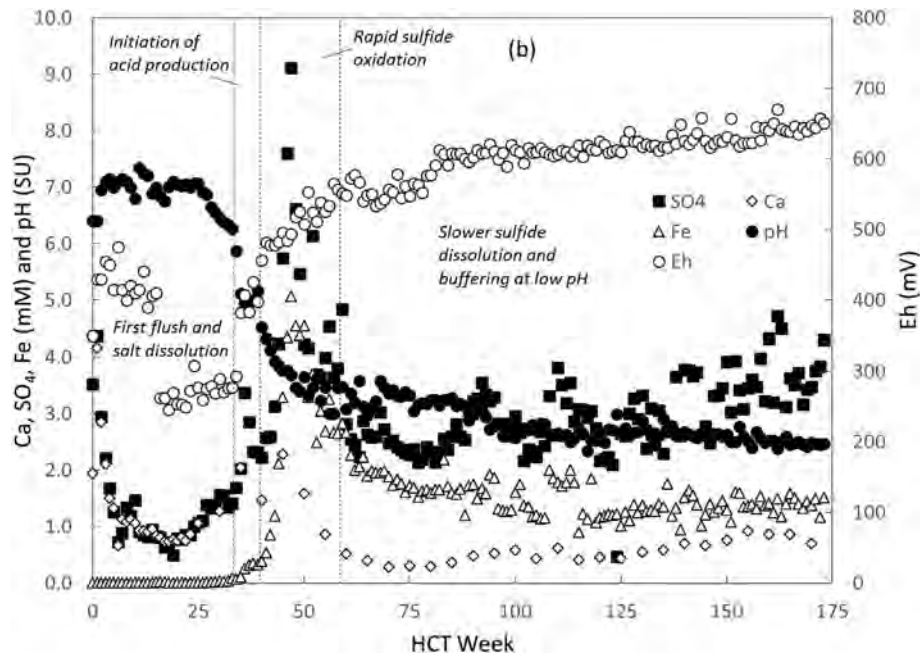 10.0
9.0
8.0
7.0
6.0
5.0
4.0
3.0
2.0
1.0
0.0
Ca, SO₄, Fe (mM) and pH (SU)
Initiation of
acid production
Rapid sulfide
oxidation
(b)
First flush and
salt dissolution
Slower sulfide
dissolution and
buffering at low pH
SO4
Ca
Fe
pH
Eh
800
700
600
500
400
300
200
100
0
Eh (mV)
0
25
50
75
100
125
150
175
HCT Week